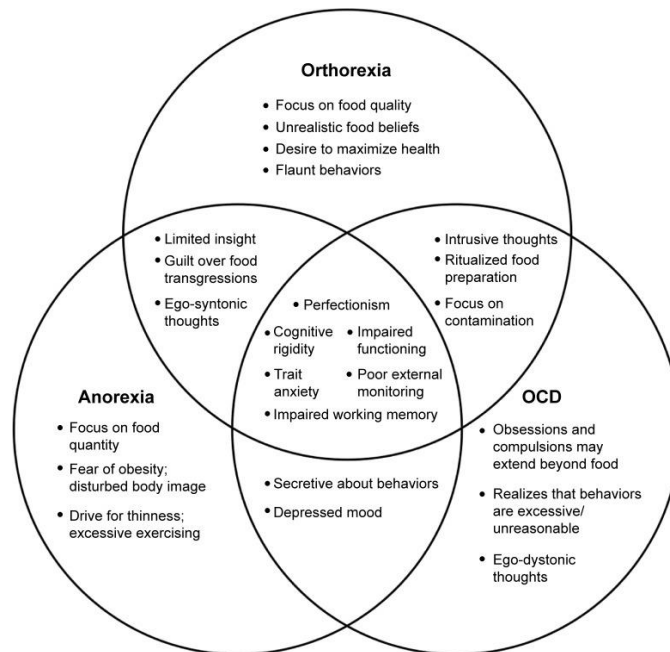 Orthorexia
• Focus on food quality
• Unrealistic food beliefs
• Desire to maximize health
• Flaunt behaviors
• Limited insight
• Guilt over food
transgressions
• Ego-syntonic
thoughts
• Intrusive thoughts
• Ritualized food
preparation
• Focus on
contamination
• Perfectionism
• Cognitive
rigidity
• Impaired
functioning
• Trait
anxiety
• Poor external
monitoring
• Impaired working memory
Anorexia
• Focus on food
quantity
• Fear of obesity;
disturbed body image
• Drive for thinness;
excessive exercising
OCD
• Obsessions and
compulsions may
extend beyond food
• Realizes that behaviors
are excessive/
unreasonable
• Ego-dystonic
thoughts
• Secretive about behaviors
• Depressed mood